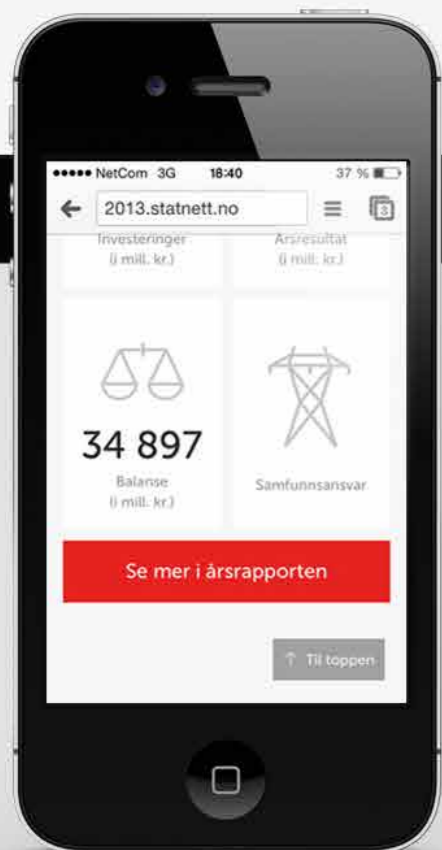 NetCom 3G 18:40 37 %
2013.statnett.no 3
Investeringer
(i mill. kr.)
Årsresultat
(i mill. kr.)
34 897
Balanse
(i mill. kr.)
Samfunnsansvar
Se mer i årsrapporten
↑ Til toppen